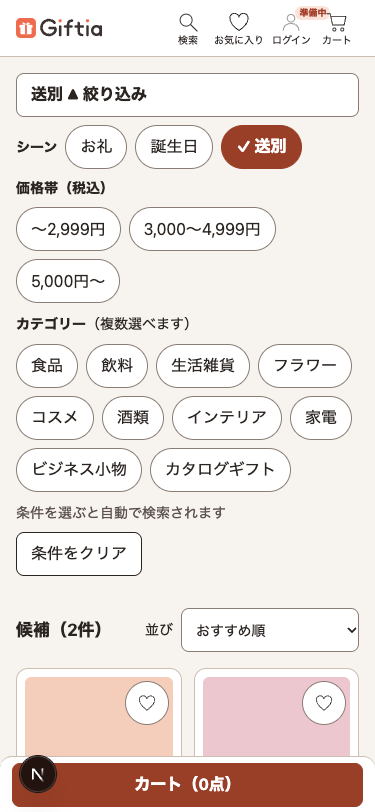 Giftia
検索
お気に入り
ログイン
準備中
カート
送別 ▲ 絞り込み
シーン お礼 誕生日 ✓ 送別
価格帯（税込）
〜2,999円 3,000〜4,999円
5,000円〜
カテゴリー（複数選べます）
食品 飲料 生活雑貨 フラワー
コスメ 酒類 インテリア 家電
ビジネス小物 カタログギフト
条件を選ぶと自動で検索されます
条件をクリア
候補（2件） 並び おすすめ順
N
カート（0点）